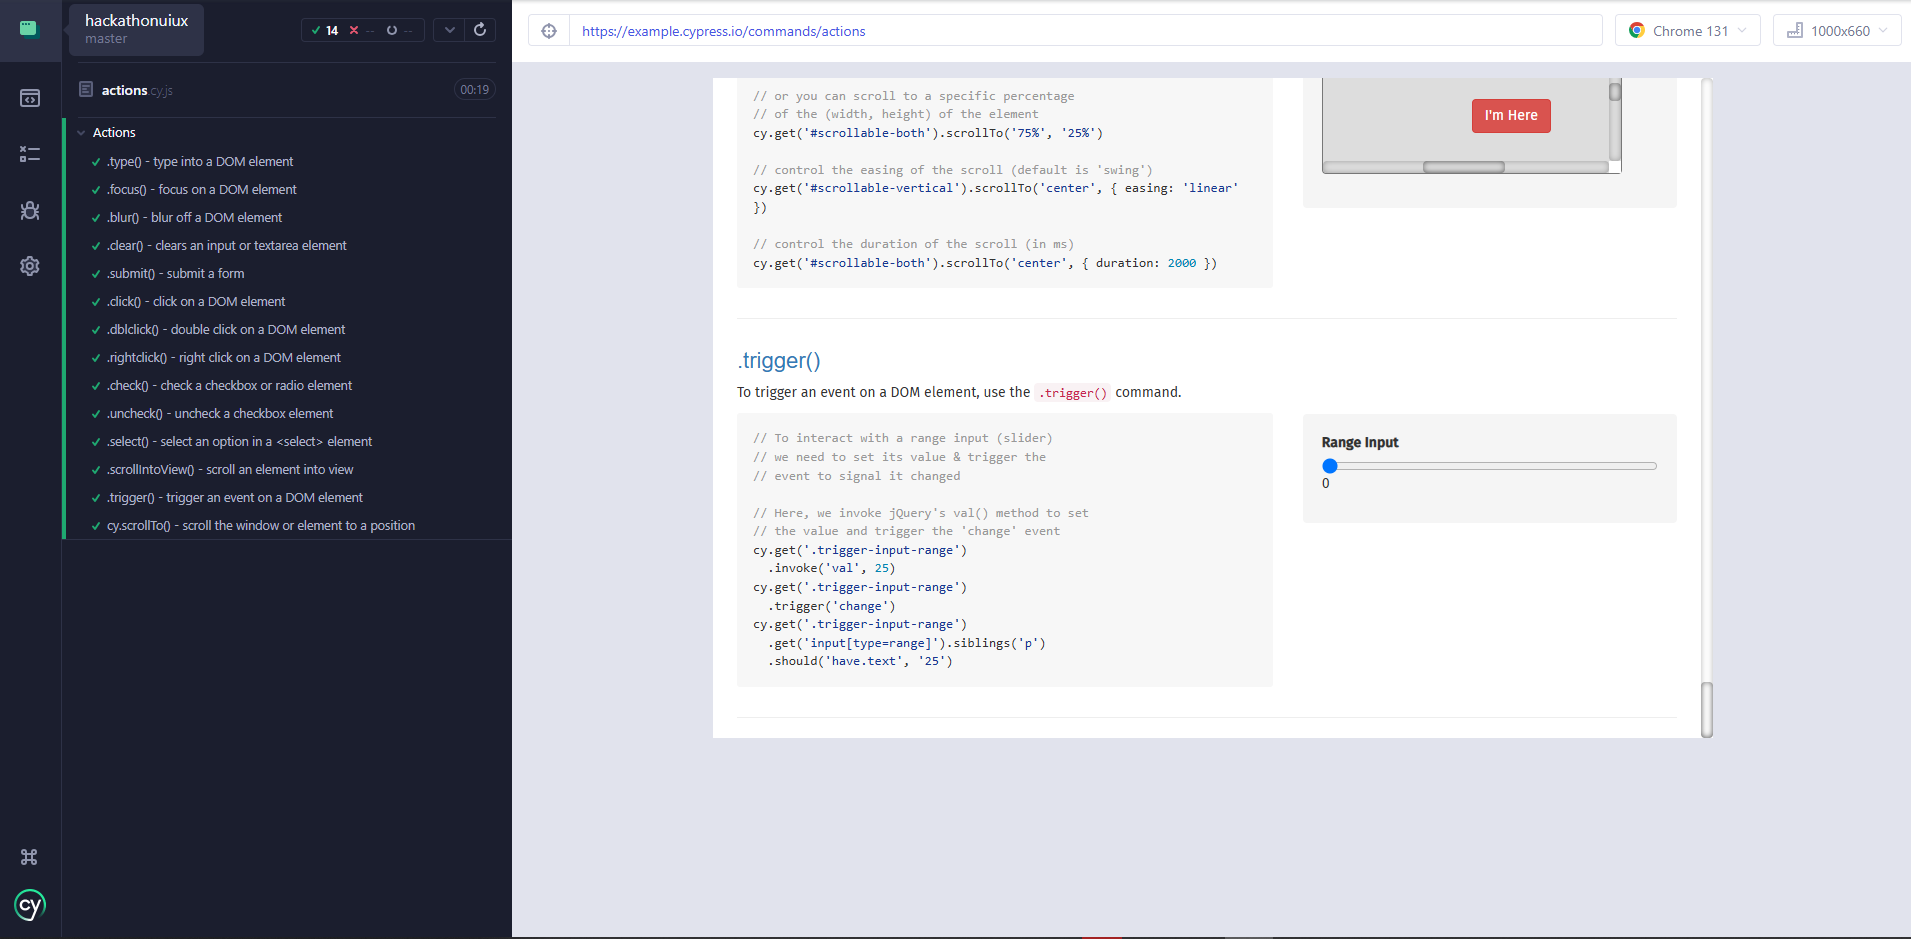 hackathonuiux
master
14 -- --
actions.cy.js 00:19
Actions
.type() - type into a DOM element
.focus() - focus on a DOM element
.blur() - blur off a DOM element
.clear() - clears an input or textarea element
.submit() - submit a form
.click() - click on a DOM element
.dblclick() - double click on a DOM element
.rightclick() - right click on a DOM element
.check() - check a checkbox or radio element
.uncheck() - uncheck a checkbox element
.select() - select an option in a <select> element
.scrollIntoView() - scroll an element into view
.trigger() - trigger an event on a DOM element
cy.scrollTo() - scroll the window or element to a position
cy
https://example.cypress.io/commands/actions
Chrome 131
1000x660
// or you can scroll to a specific percentage
// of the (width, height) of the element
cy.get('#scrollable-both').scrollTo('75%', '25%')
// control the easing of the scroll (default is 'swing')
cy.get('#scrollable-vertical').scrollTo('center', { easing: 'linear'
})
// control the duration of the scroll (in ms)
cy.get('#scrollable-both').scrollTo('center', { duration: 2000 })
I'm Here
.trigger()
To trigger an event on a DOM element, use the .trigger() command.
// To interact with a range input (slider)
// we need to set its value & trigger the
// event to signal it changed
// Here, we invoke jQuery's val() method to set
// the value and trigger the 'change' event
cy.get('.trigger-input-range')
.invoke('val', 25)
cy.get('.trigger-input-range')
.trigger('change')
cy.get('.trigger-input-range')
.get('input[type=range]').siblings('p')
.should('have.text', '25')
Range Input
0